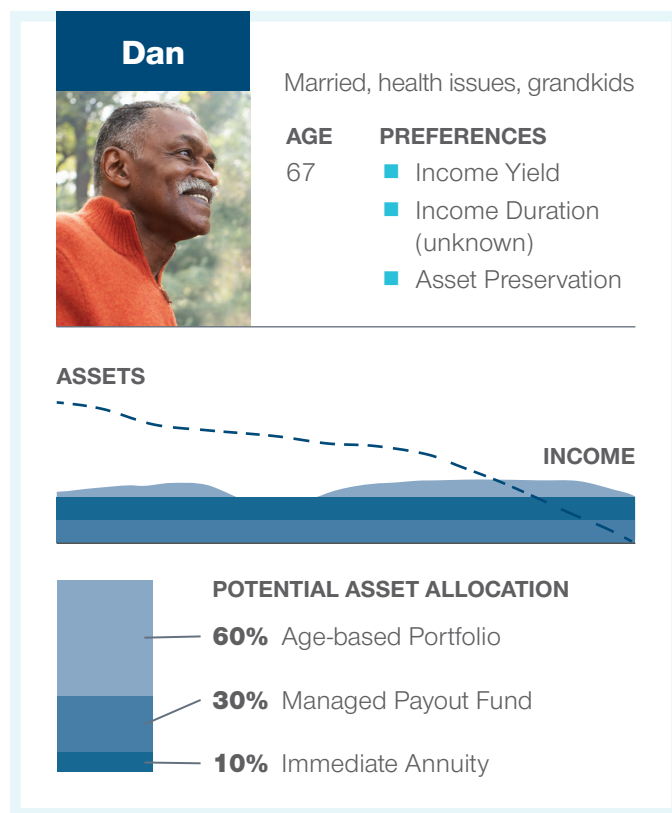 Dan
Married, health issues, grandkids
AGE
67
PREFERENCES
Income Yield
Income Duration
(unknown)
Asset Preservation
ASSETS
INCOME
POTENTIAL ASSET ALLOCATION
60% Age-based Portfolio
30% Managed Payout Fund
10% Immediate Annuity